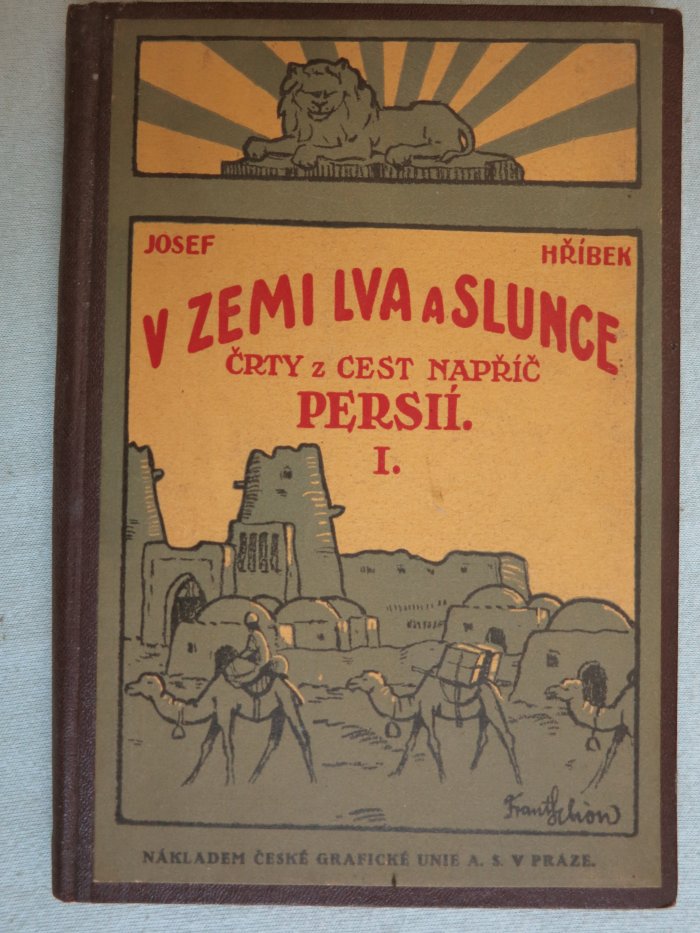 JOSEF HŘÍBEK
V ZEMI LVA A SLUNCE
ČRTY Z CEST NAPŘÍČ
PERSIÍ.
I.
NÁKLADEM ČESKÉ GRAFICKÉ UNIE A. S. V PRAZE.